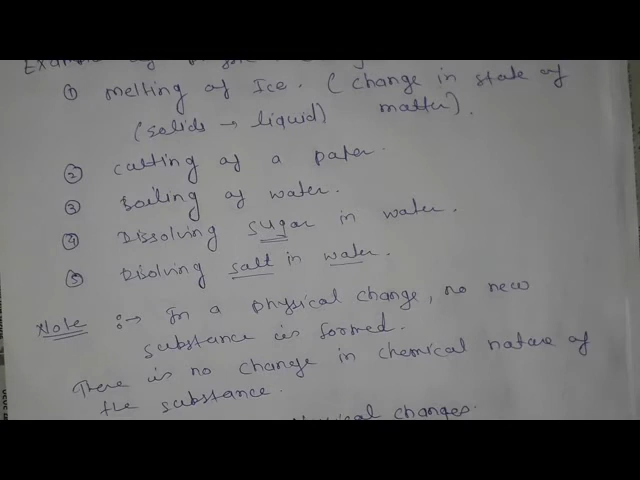 ① melting of Ice. (change in state of
(solids → liquid) matter).
② Cutting of a paper.
③ Boiling of water.
④ Dissolving sugar in water.
⑤ Disolving salt in water.
Note :→ In a physical change, no new
substance is formed.
There is no change in chemical nature of
the substance.
changes.